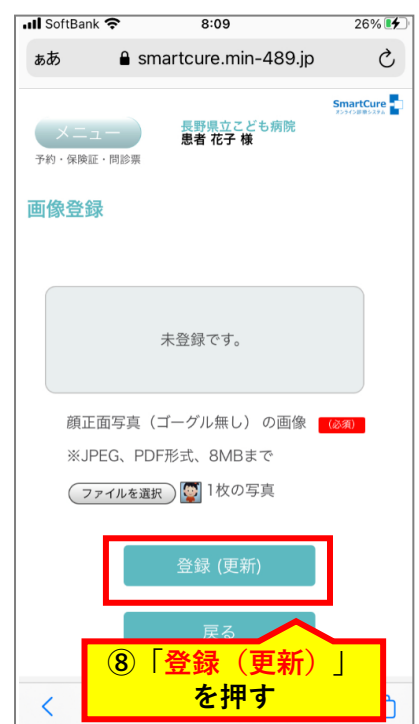 SoftBank 8:09 26%
ああ smartcure.min-489.jp
SmartCure
オンライン診療システム
メニュー
長野県立こども病院
患者 花子 様
予約・保険証・問診票
画像登録
未登録です。
顔正面写真（ゴーグル無し）の画像 (必須)
※JPEG、PDF形式、8MBまで
ファイルを選択 1枚の写真
登録 (更新)
戻る
⑧「登録（更新）」
を押す